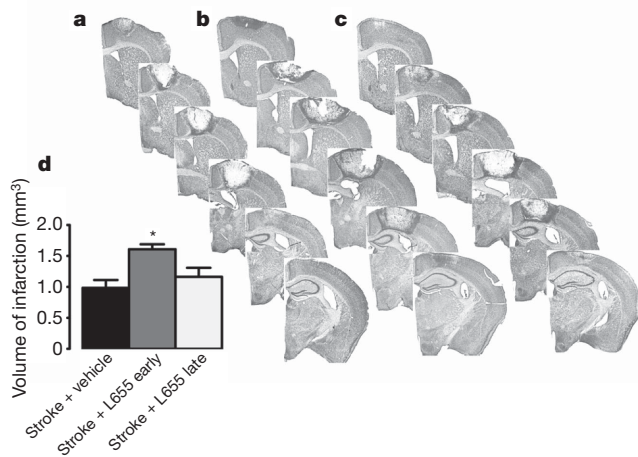 a
b
c
d
Volume of infarction (mm³)
2.0
1.5
1.0
0.5
0
*
Stroke + vehicle
Stroke + L655 early
Stroke + L655 late